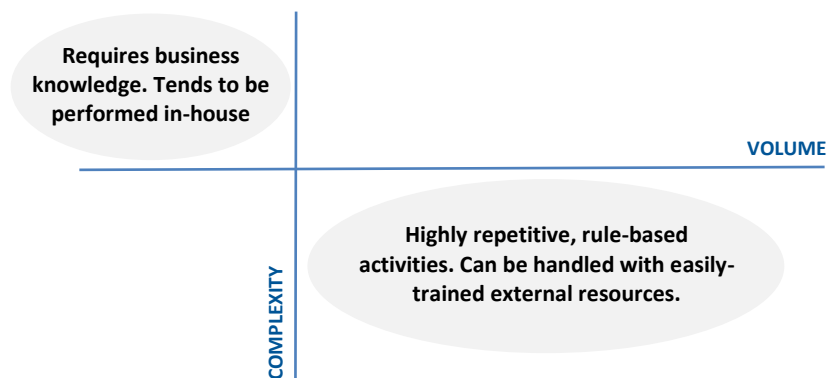 Requires business
knowledge. Tends to be
performed in-house
VOLUME
Highly repetitive, rule-based
activities. Can be handled with easily-
trained external resources.
COMPLEXITY